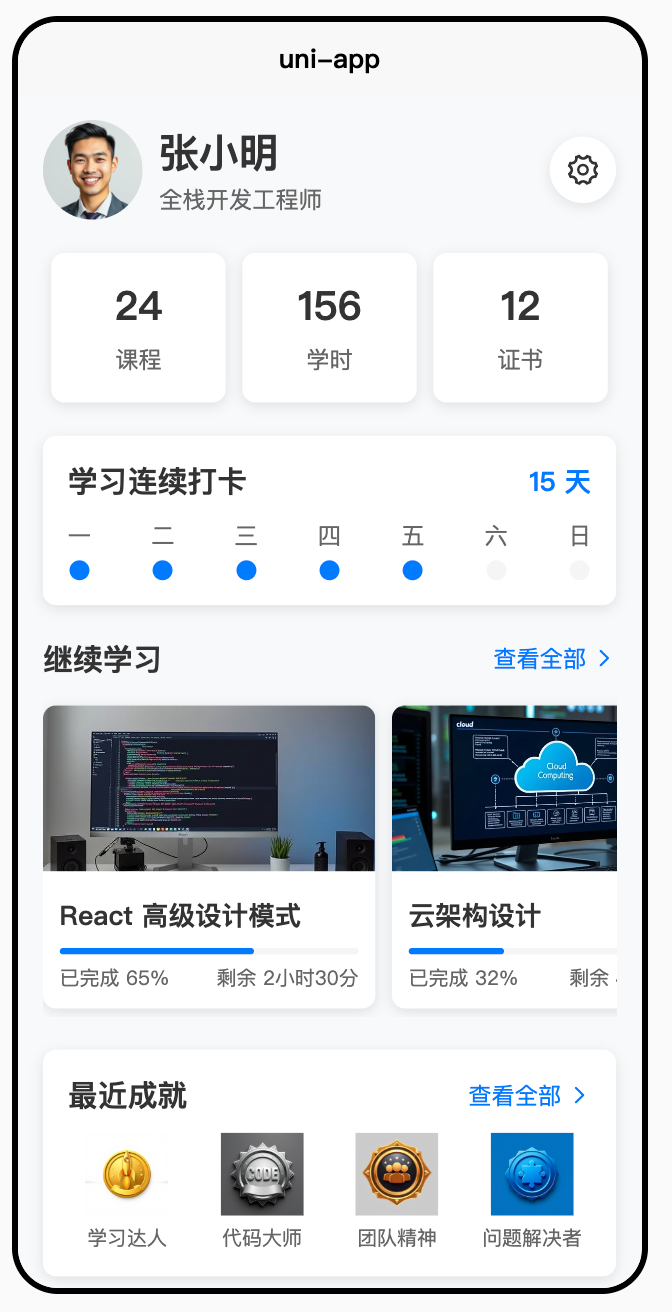 uni-app
张小明
全栈开发工程师
24
156
12
课程
学时
证书
学习连续打卡
15 天
一
二
三
四
五
六
日
继续学习
查看全部
cloud
Cloud
Computing
React 高级设计模式
云架构设计
已完成 65%
剩余 2小时30分
已完成 32%
剩余
最近成就
查看全部
CODE
学习达人
代码大师
团队精神
问题解决者